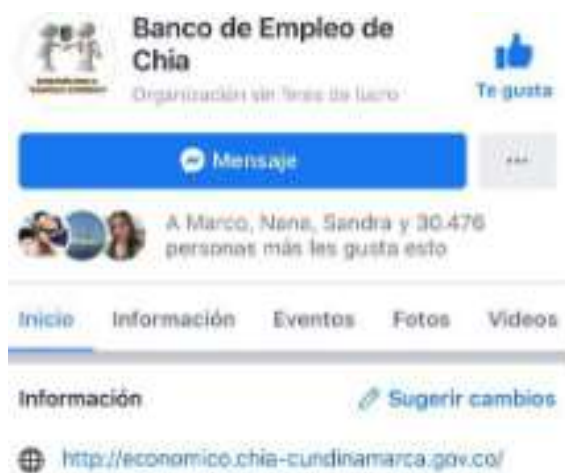 Banco de Empleo de
Chia
Organización sin fines de lucro
Te gusta
Mensaje
A Marco, Nana, Sandra y 30.476
personas más les gusta esto
Inicio Información Eventos Fotos Videos
Información Sugerir cambios
http://economico.chia-cundinamarca.gov.co/